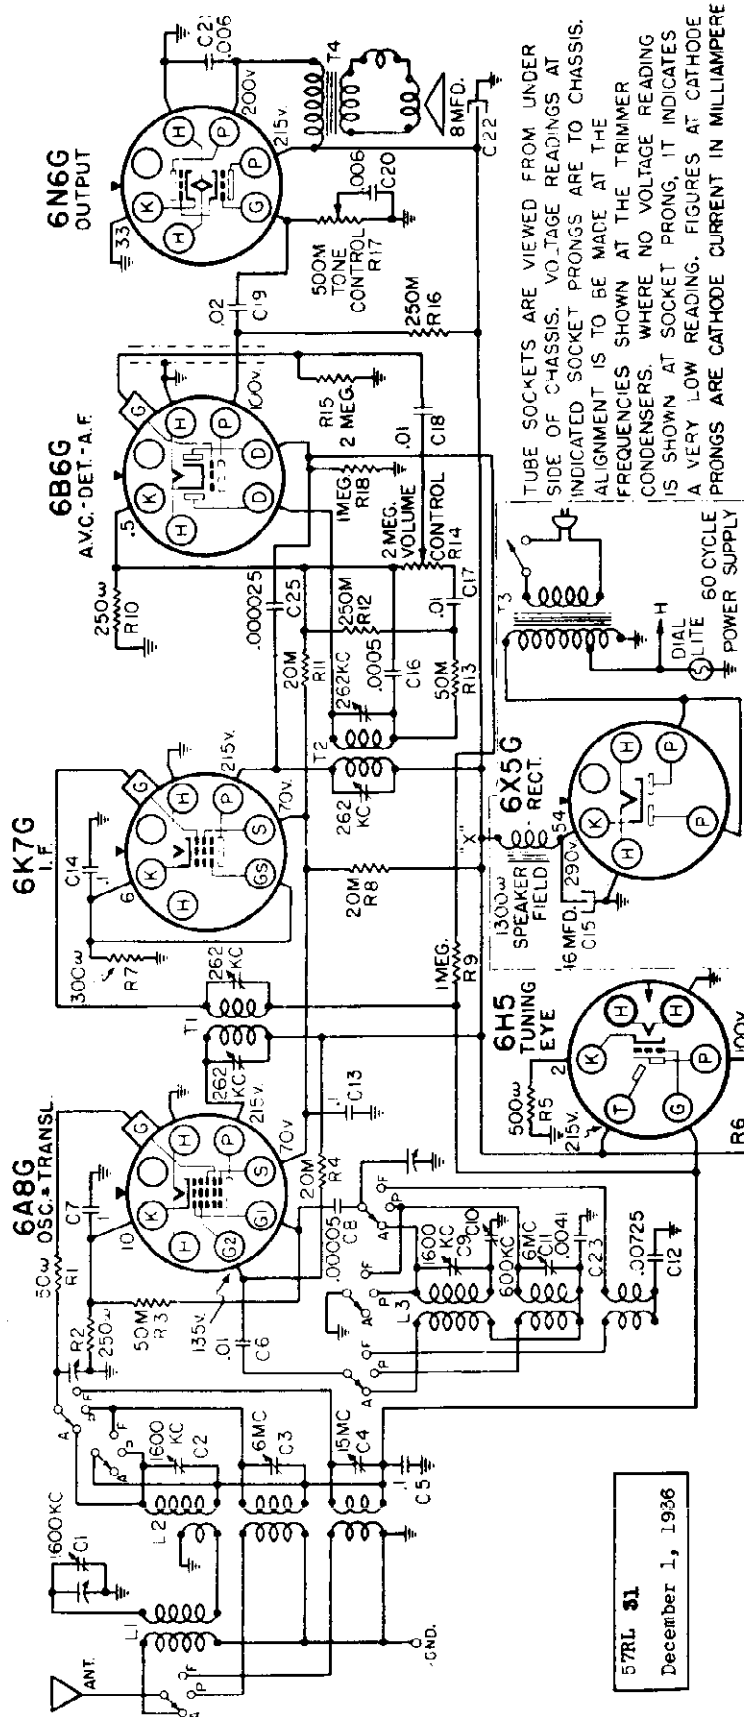 6A8G
OSC. & TRANSL.
6K7G
I.F.
6B6G
A.V.C.-DET.-A.F.
6N6G
OUTPUT
1600KC
C1
ANT.
L1
GND.
A
P
F
L2
1600
KC
C2
6MC
C3
15MC
C4
.1
C5
50ω
R1
R2
250ω
C7
.1
10
50M
R3
135V.
.01
C6
K
H
H
G
P
S
G1
G2
215V.
70V.
20M
R4
.00005
C8
.1
C13
A
P
F
L3
1600
KC
C9
C10
600KC
6MC
C11
.0041
C23
.00725
C12
262
KC
T1
262
KC
300ω
R7
C14
.1
6
K
H
H
G
P
S
GS
215V.
70V.
20M
R8
1MEG.
R9
262
KC
T2
262KC
250ω
R10
.5
.000025
C25
20M
R11
250M
R12
.0005
C16
50M
R13
.01
C17
2 MEG.
VOLUME
CONTROL
R14
1MEG.
R18
R15
2 MEG.
.01
C18
K
H
H
G
P
D
D
100V.
.02
C19
250M
R16
500M
TONE
CONTROL
R17
.006
C20
33
K
H
H
P
P
G
200V
215V.
C21
.006
T4
8MFD.
C22
6H5
TUNING
EYE
500ω
R5
2
215V.
K
H
H
T
G
P
100V
R6
"X"
1300ω
SPEAKER
FIELD
6X5G
RECT.
54
290V.
16MFD.
C15
K
H
H
P
P
T3
DIAL
LITE
S
H
60 CYCLE
POWER SUPPLY
TUBE SOCKETS ARE VIEWED FROM UNDER
SIDE OF CHASSIS. VOLTAGE READINGS AT
INDICATED SOCKET PRONGS ARE TO CHASSIS.
ALIGNMENT IS TO BE MADE AT THE
FREQUENCIES SHOWN AT THE TRIMMER
CONDENSERS. WHERE NO VOLTAGE READING
IS SHOWN AT SOCKET PRONG, IT INDICATES
A VERY LOW READING. FIGURES AT CATHODE
PRONGS ARE CATHODE CURRENT IN MILLIAMPERE
57RL 31
December 1, 1936